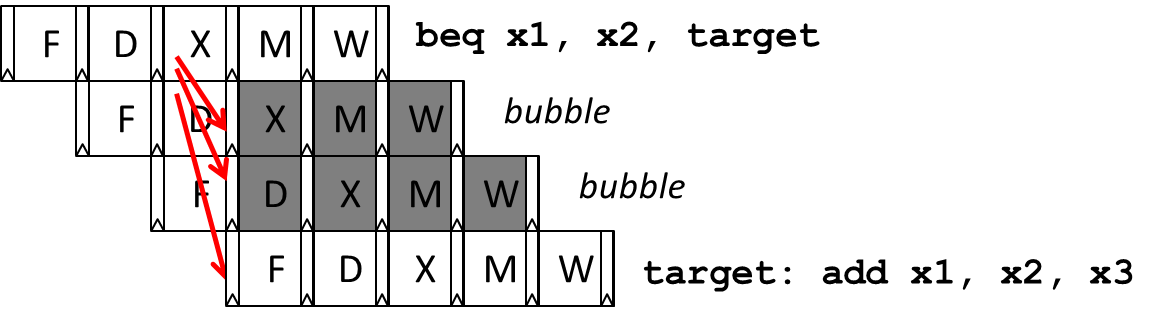 F D X M W beq x1, x2, target
F D X M W bubble
F D X M W bubble
F D X M W target: add x1, x2, x3